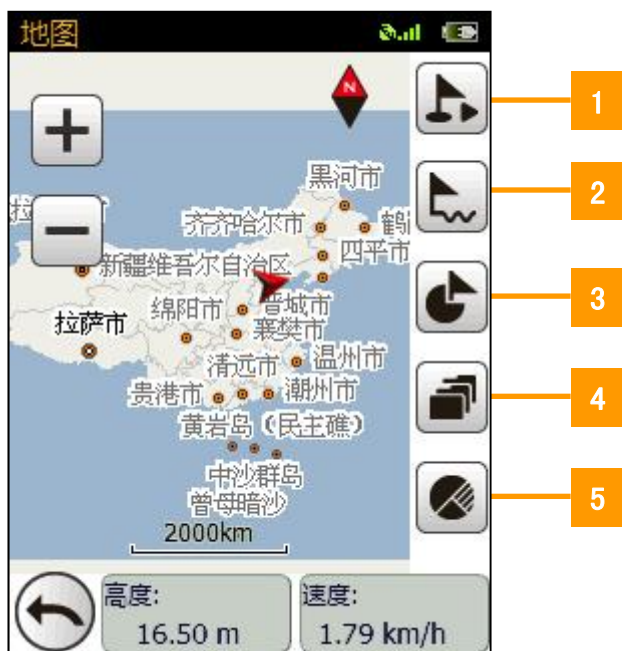 地图
N
1
2
3
4
5
黑河市
齐齐哈尔市
鹤
四平市
拉
新疆维吾尔自治区
绵阳市
晋城市
襄樊市
拉萨市
清远市
温州市
贵港市
潮州市
黄岩岛（民主礁）
中沙群岛
曾母暗沙
2000km
高度:
16.50 m
速度:
1.79 km/h